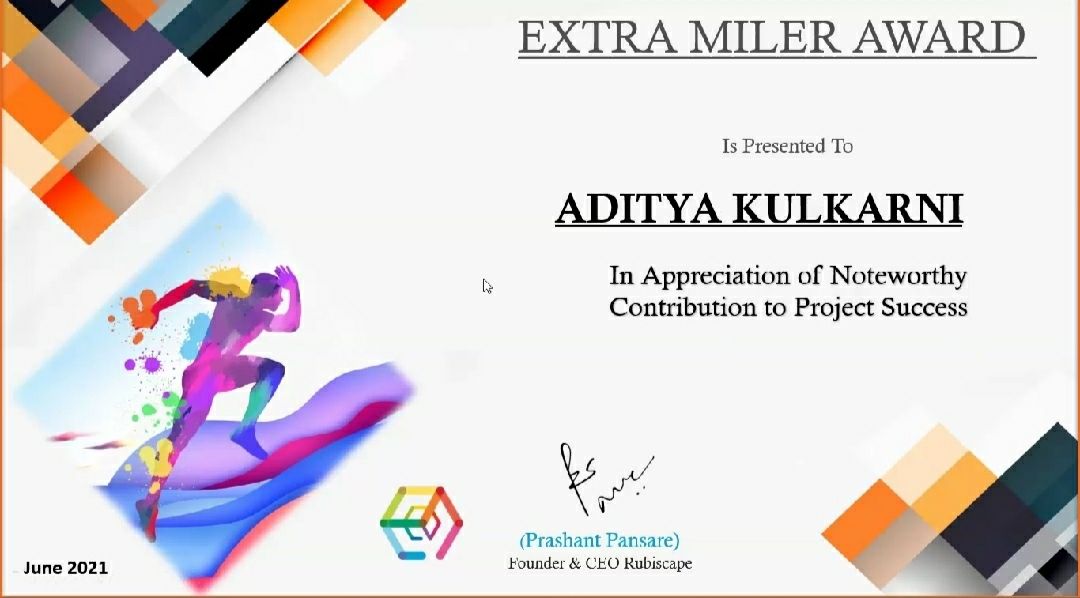 EXTRA MILER AWARD
Is Presented To
ADITYA KULKARNI
In Appreciation of Noteworthy
Contribution to Project Success
(Prashant Pansare)
Founder & CEO Rubiscape
June 2021